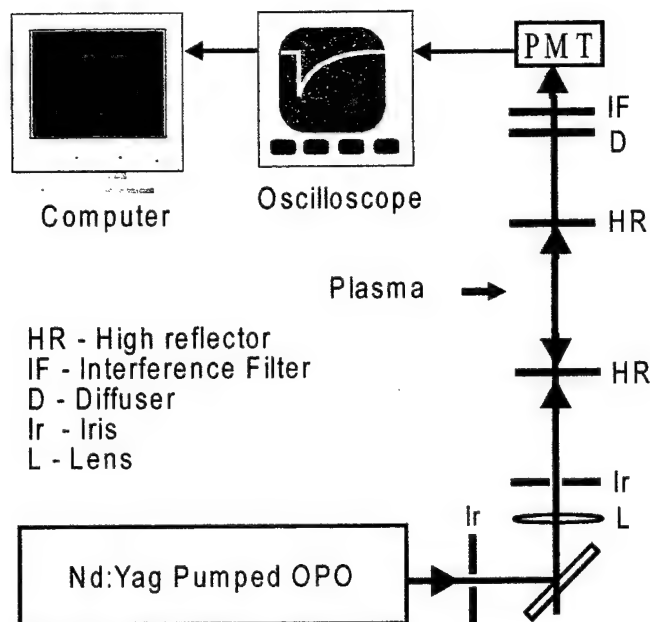 PMT
IF
D
Computer
Oscilloscope
HR
Plasma
HR - High reflector
IF - Interference Filter
D - Diffuser
Ir - Iris
L - Lens
HR
Ir
Ir
L
Nd:Yag Pumped OPO